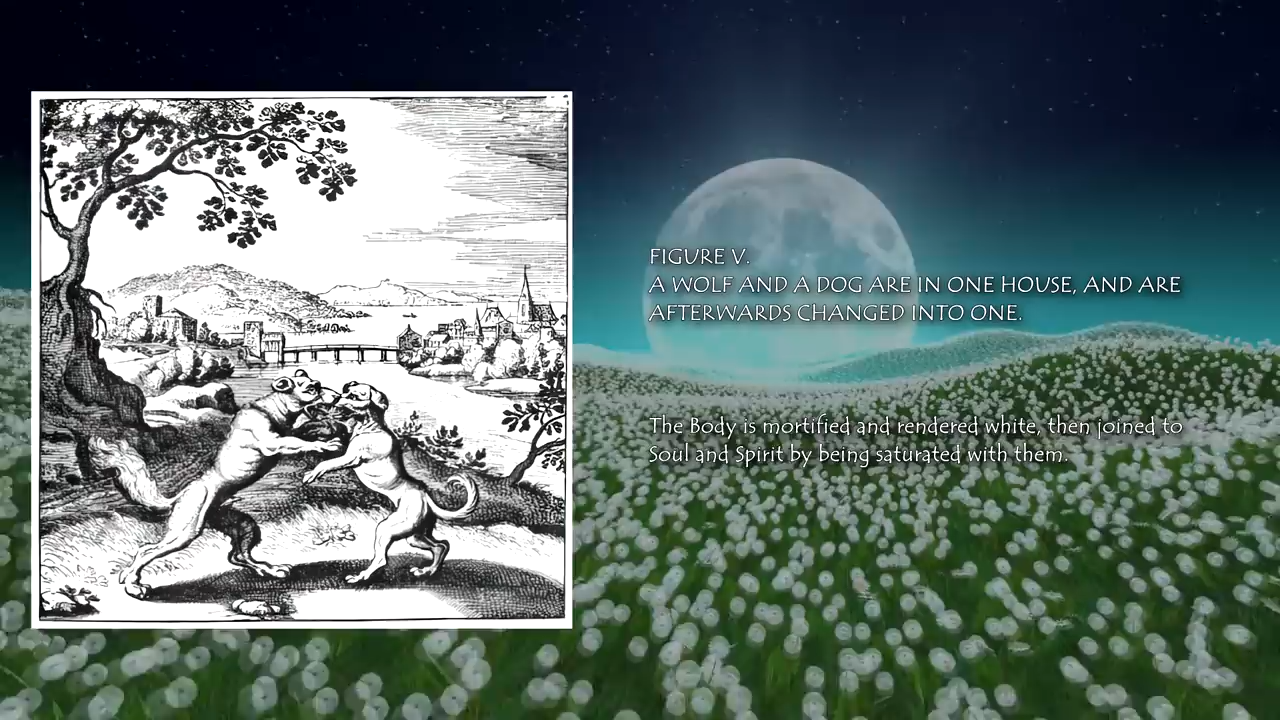 FIGURE V.
A WOLF AND A DOG ARE IN ONE HOUSE, AND ARE
AFTERWARDS CHANGED INTO ONE.
The Body is mortified and rendered white, then joined to
Soul and Spirit by being saturated with them.